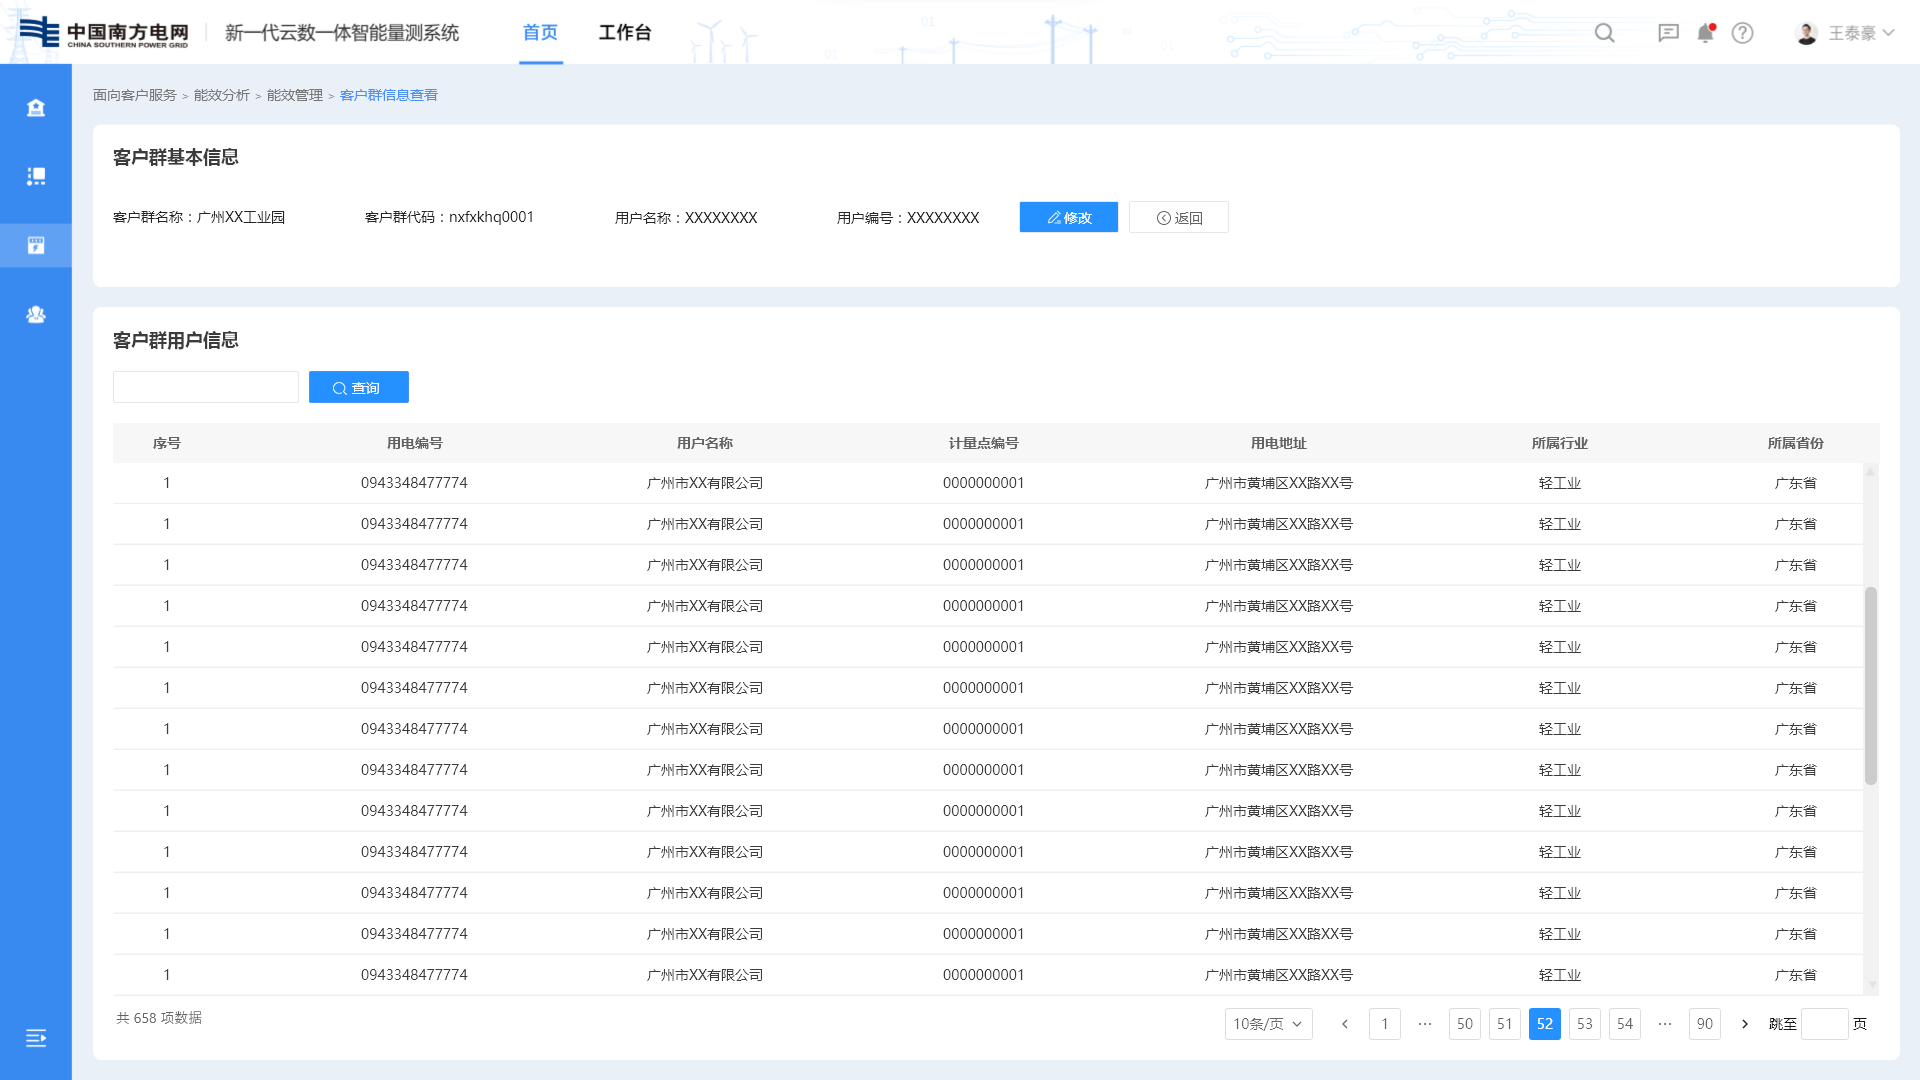 中国南方电网 新一代云数一体智能量测系统 首页 工作台 王泰豪
CHINA SOUTHERN POWER GRID
面向客户服务 > 能效分析 > 能效管理 > 客户群信息查看
客户群基本信息
客户群名称：广州XX工业园 客户群代码：nxfxkhq0001 用户名称：XXXXXXXX 用户编号：XXXXXXXX 修改 返回
客户群用户信息
查询
序号 用电编号 用户名称 计量点编号 用电地址 所属行业 所属省份
1 0943348477774 广州市XX有限公司 0000000001 广州市黄埔区XX路XX号 轻工业 广东省
1 0943348477774 广州市XX有限公司 0000000001 广州市黄埔区XX路XX号 轻工业 广东省
1 0943348477774 广州市XX有限公司 0000000001 广州市黄埔区XX路XX号 轻工业 广东省
1 0943348477774 广州市XX有限公司 0000000001 广州市黄埔区XX路XX号 轻工业 广东省
1 0943348477774 广州市XX有限公司 0000000001 广州市黄埔区XX路XX号 轻工业 广东省
1 0943348477774 广州市XX有限公司 0000000001 广州市黄埔区XX路XX号 轻工业 广东省
1 0943348477774 广州市XX有限公司 0000000001 广州市黄埔区XX路XX号 轻工业 广东省
1 0943348477774 广州市XX有限公司 0000000001 广州市黄埔区XX路XX号 轻工业 广东省
1 0943348477774 广州市XX有限公司 0000000001 广州市黄埔区XX路XX号 轻工业 广东省
1 0943348477774 广州市XX有限公司 0000000001 广州市黄埔区XX路XX号 轻工业 广东省
1 0943348477774 广州市XX有限公司 0000000001 广州市黄埔区XX路XX号 轻工业 广东省
1 0943348477774 广州市XX有限公司 0000000001 广州市黄埔区XX路XX号 轻工业 广东省
1 0943348477774 广州市XX有限公司 0000000001 广州市黄埔区XX路XX号 轻工业 广东省
共 658 项数据 10条/页 < 1 ··· 50 51 52 53 54 ··· 90 > 跳至 页